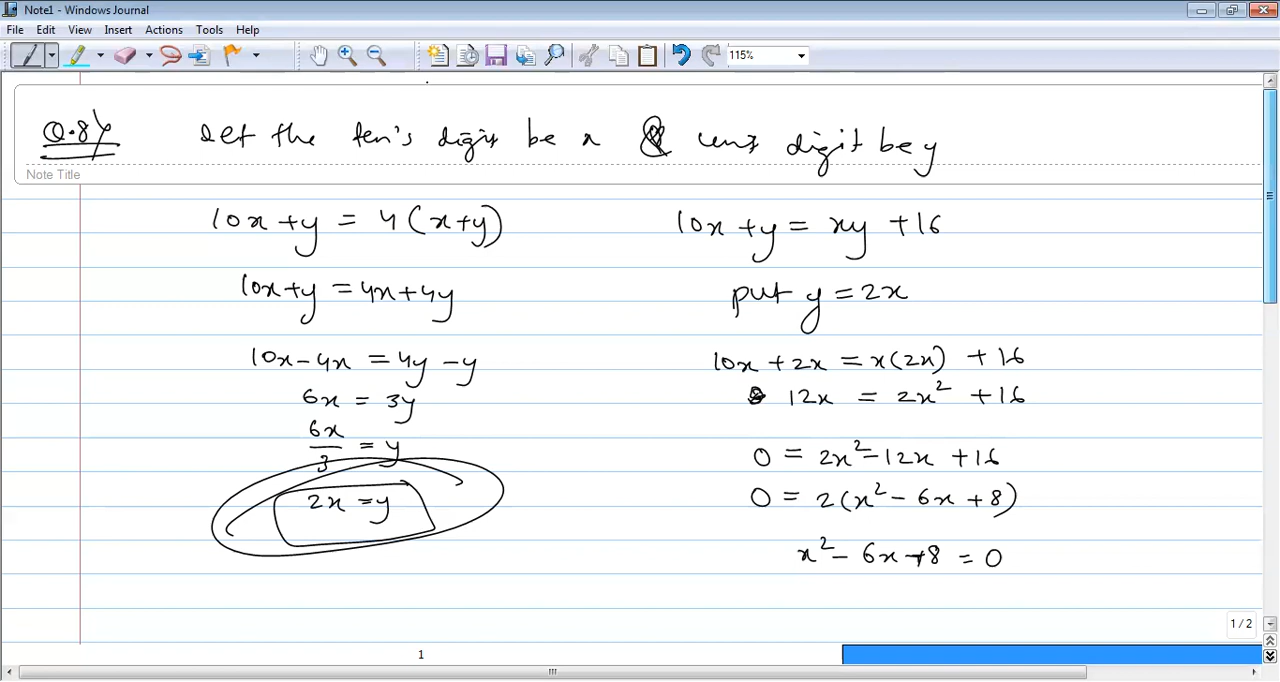 Note1 - Windows Journal
File Edit View Insert Actions Tools Help
115%
Q.8) Let the ten's digit be x & unit digit be y
Note Title
10x + y = 4(x+y)
10x+y = 4x+4y
10x - 4x = 4y - y
6x = 3y
6x/3 = y
2x = y
10x + y = xy + 16
put y = 2x
10x + 2x = x(2x) + 16
12x = 2x² + 16
0 = 2x² - 12x + 16
0 = 2(x² - 6x + 8)
x² - 6x + 8 = 0
1 / 2
1